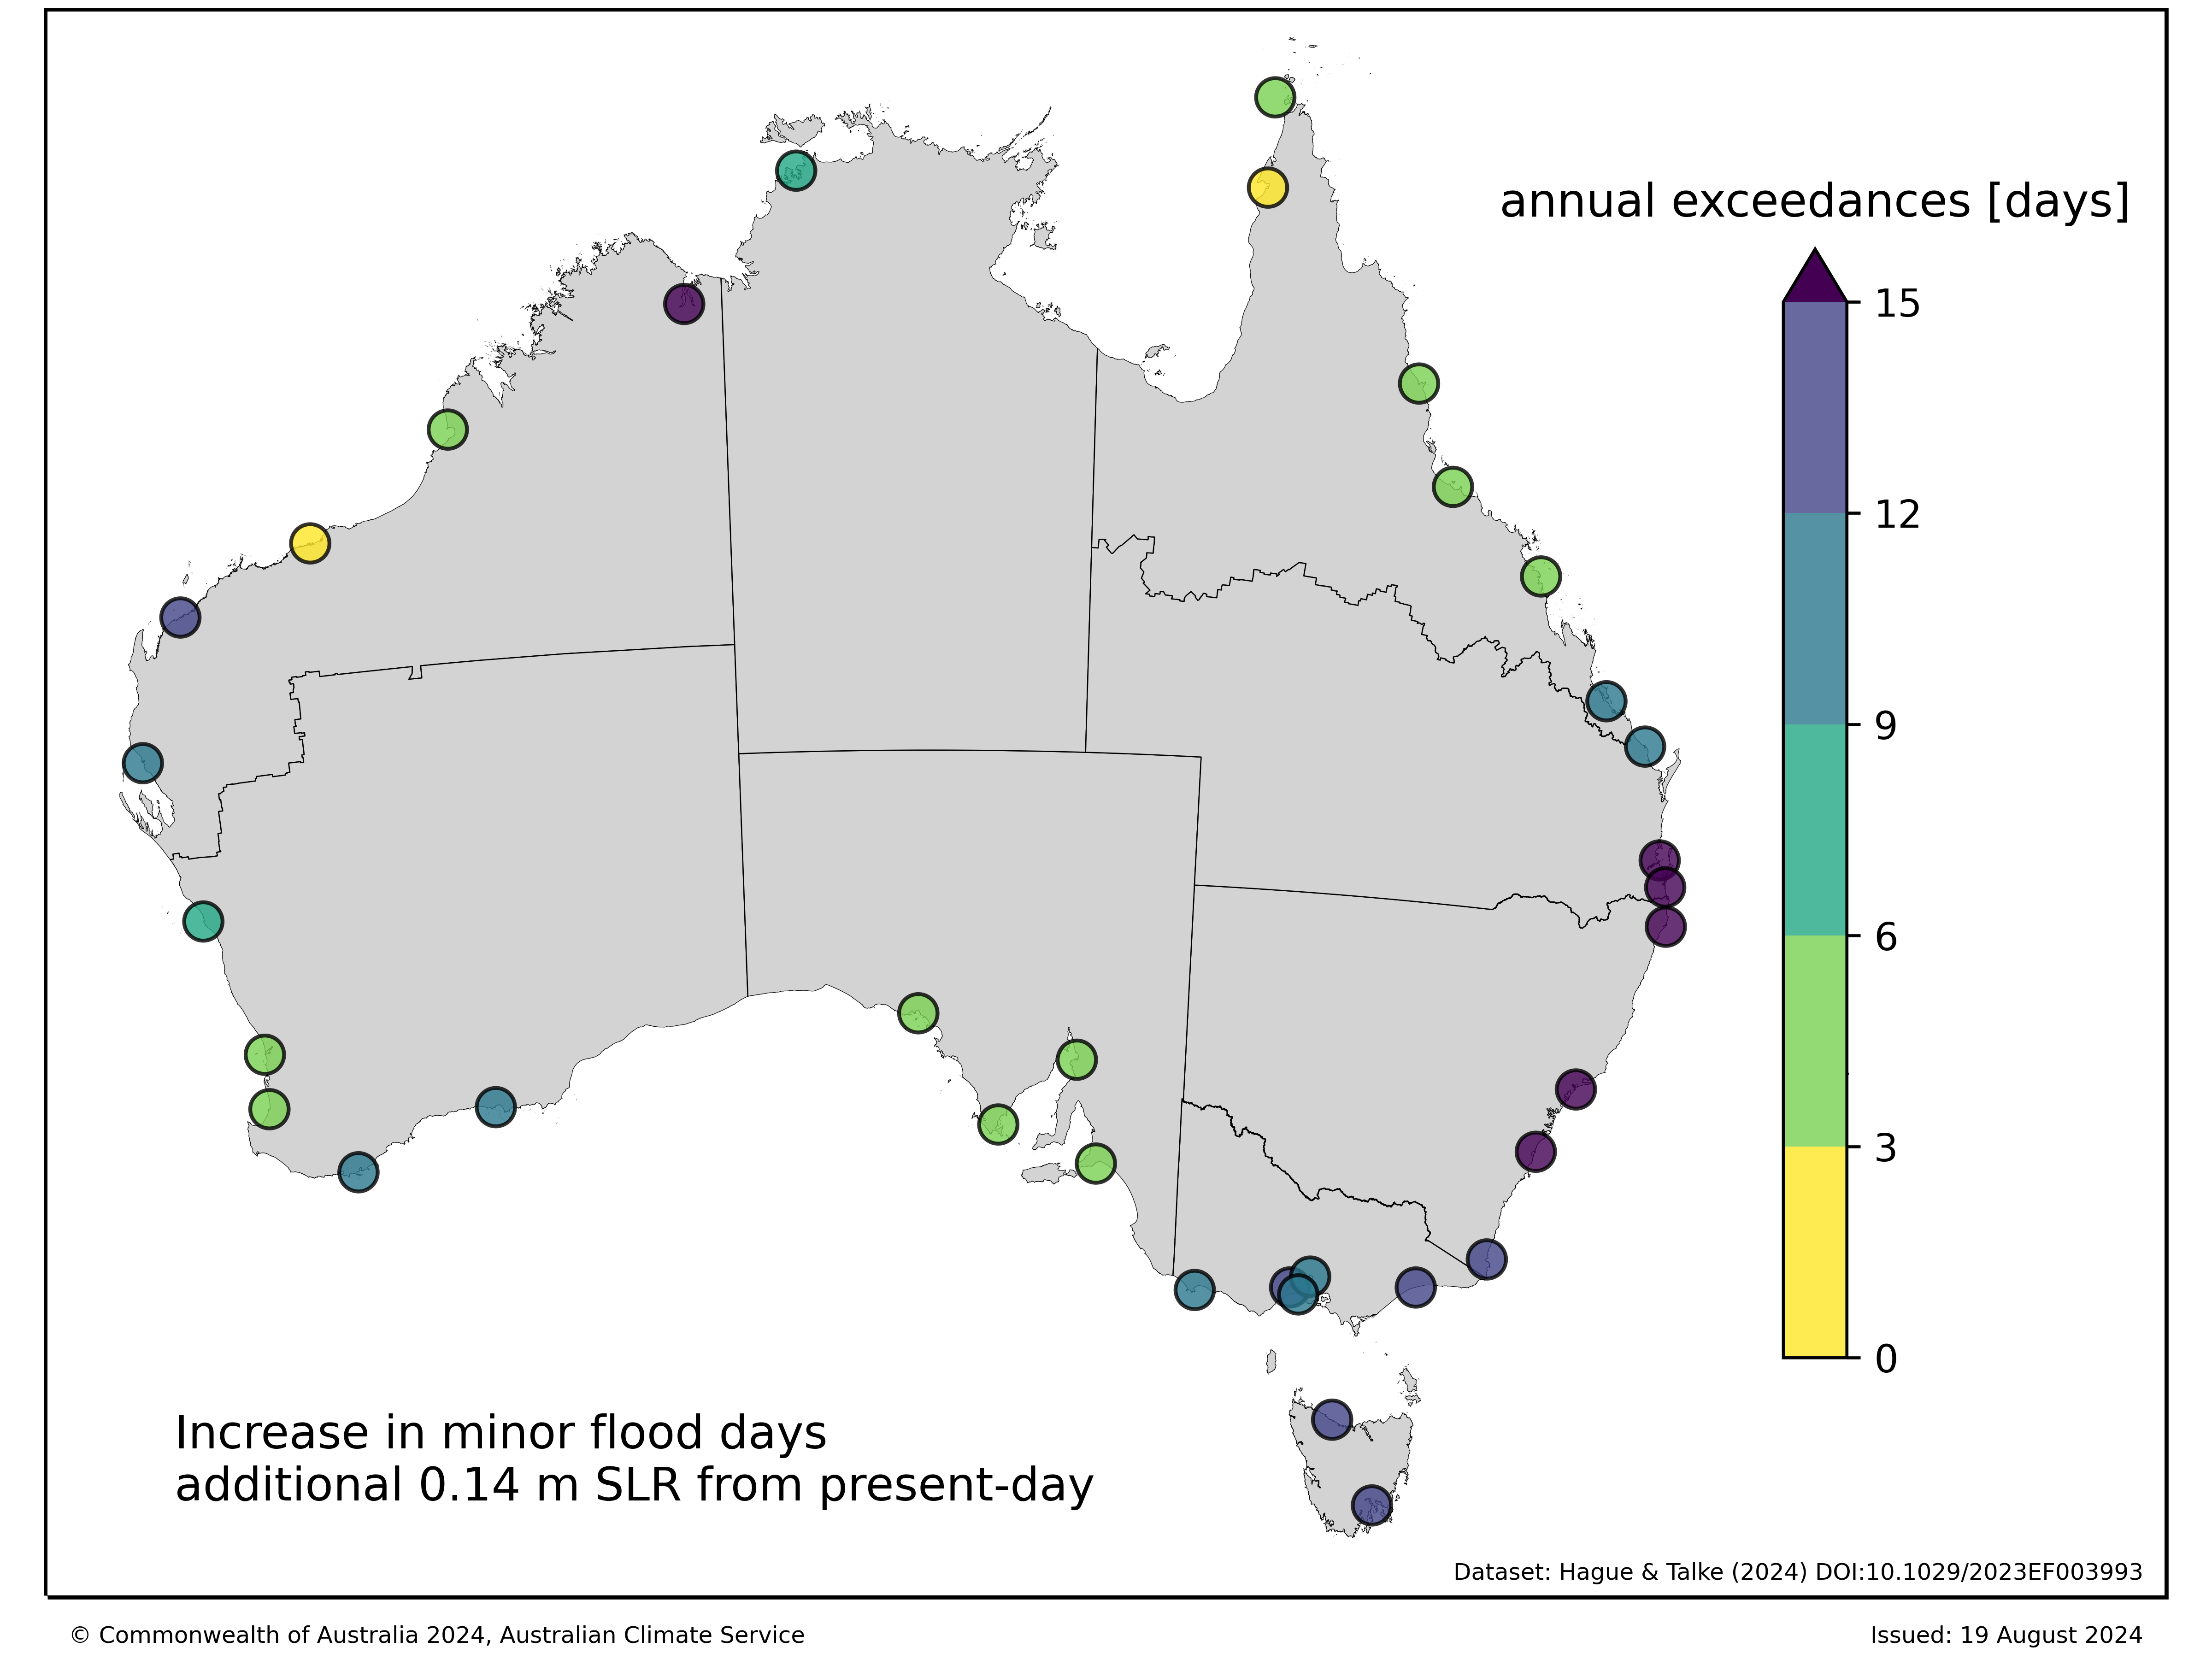 annual exceedances [days]
15
12
9
6
3
0
Increase in minor flood days
additional 0.14 m SLR from present-day
Dataset: Hague & Talke (2024) DOI:10.1029/2023EF003993
© Commonwealth of Australia 2024, Australian Climate Service
Issued: 19 August 2024